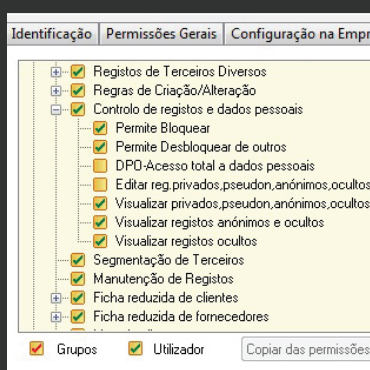 Identificação Permissões Gerais Configuração na Empr
Registos de Terceiros Diversos
Regras de Criação/Alteração
Controlo de registos e dados pessoais
Permite Bloquear
Permite Desbloquear de outros
DPO-Acesso total a dados pessoais
Editar reg.privados,pseudon,anónimos,ocultos
Visualizar privados,pseudon,anónimos,ocultos
Visualizar registos anónimos e ocultos
Visualizar registos ocultos
Segmentação de Terceiros
Manutenção de Registos
Ficha reduzida de clientes
Ficha reduzida de fornecedores
Grupos Utilizador Copiar das permissões